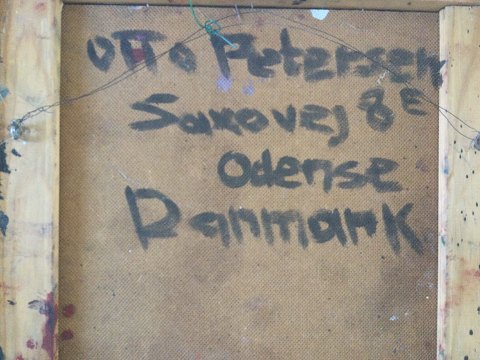 OTTO Petersen
Saxovej 8E
Odense
Danmark